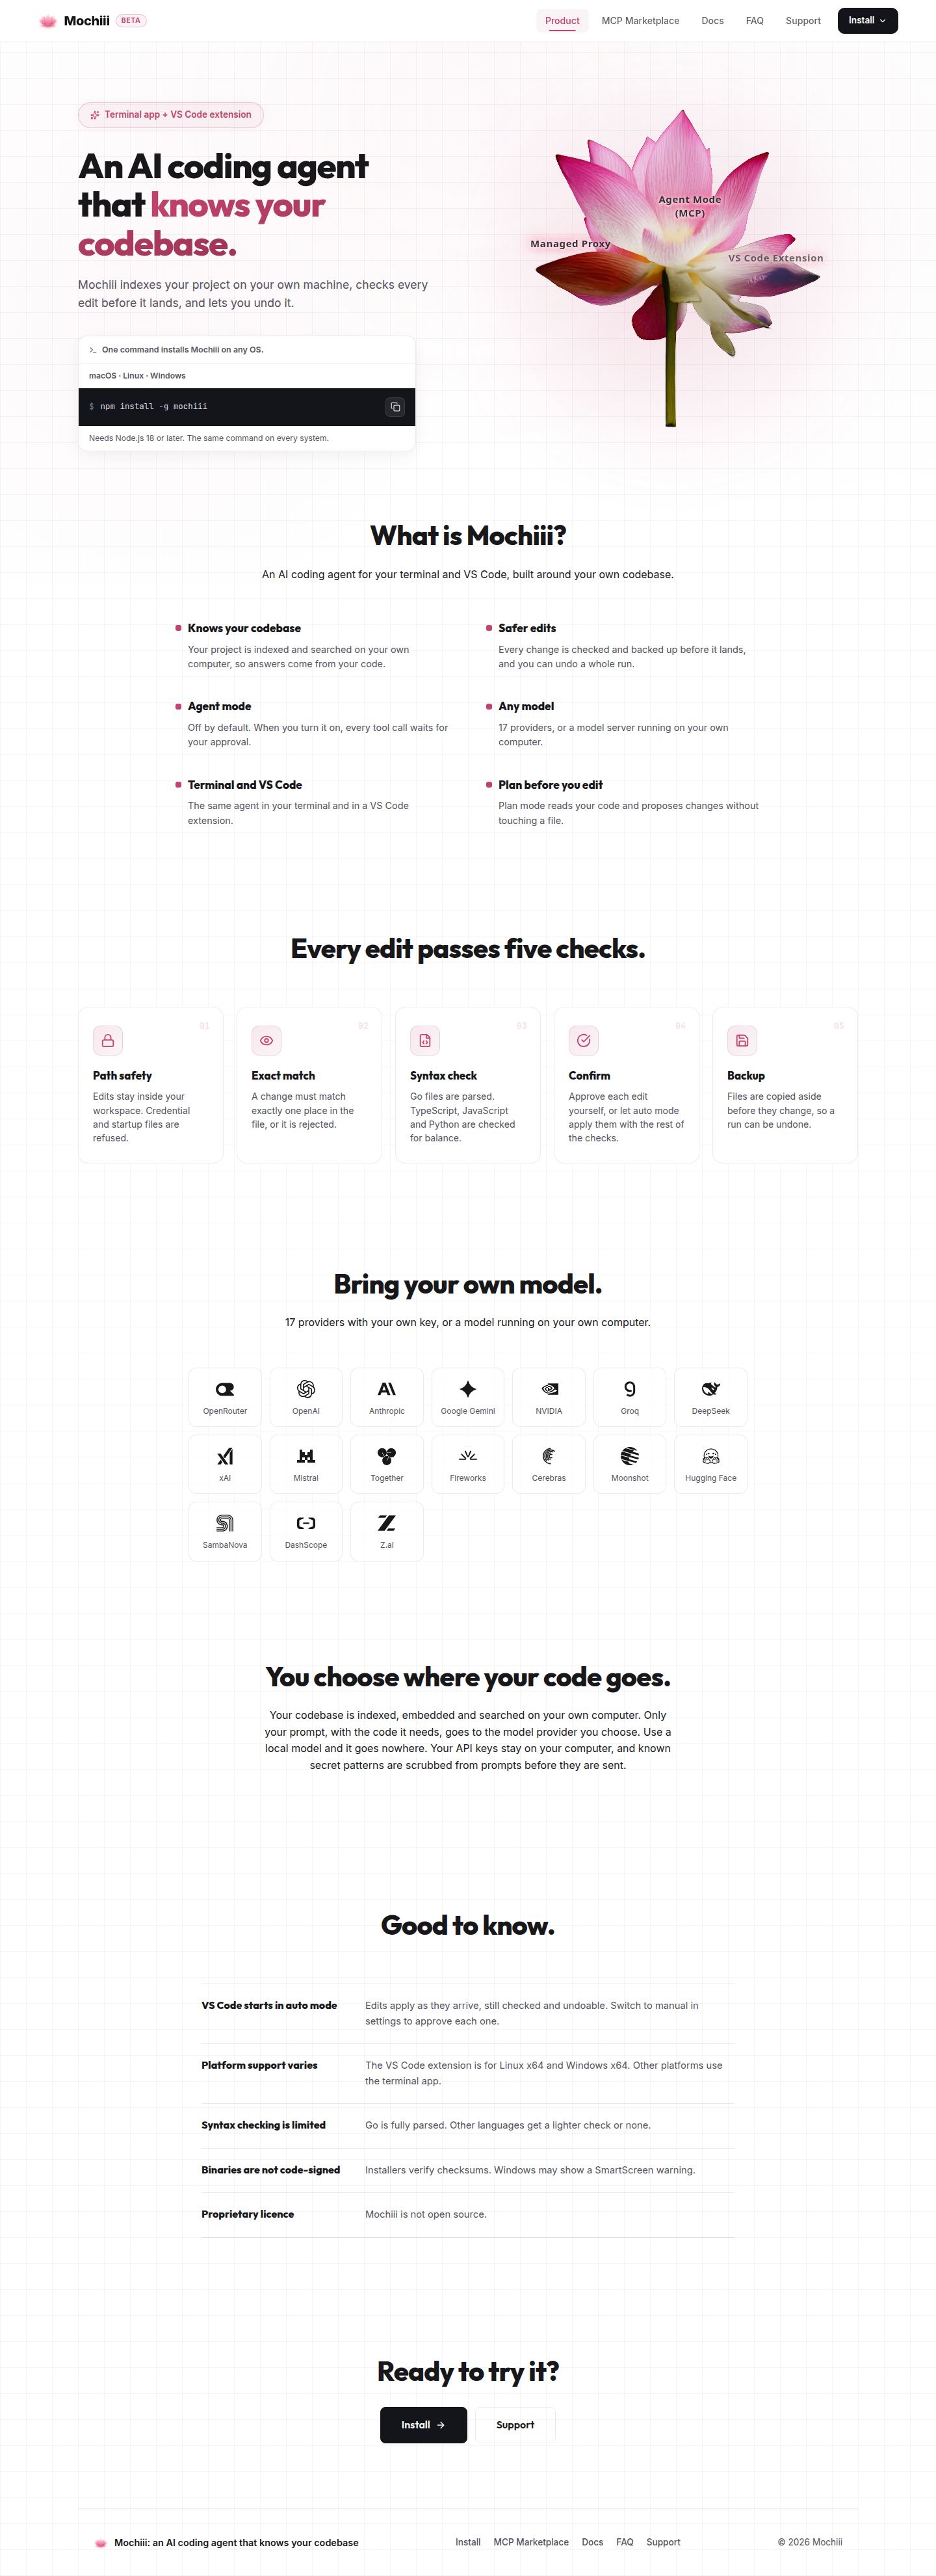 Mochiii BETA
Product MCP Marketplace Docs FAQ Support Install
Terminal app + VS Code extension
An AI coding agent
that knows your
codebase.
Mochiii indexes your project on your own machine, checks every
edit before it lands, and lets you undo it.
One command installs Mochiii on any OS.
macOS · Linux · Windows
$ npm install -g mochiii
Needs Node.js 18 or later. The same command on every system.
Agent Mode
(MCP)
Managed Proxy
VS Code Extension
What is Mochiii?
An AI coding agent for your terminal and VS Code, built around your own codebase.
Knows your codebase
Your project is indexed and searched on your own
computer, so answers come from your code.
Safer edits
Every change is checked and backed up before it lands,
and you can undo a whole run.
Agent mode
Off by default. When you turn it on, every tool call waits for
your approval.
Any model
17 providers, or a model server running on your own
computer.
Terminal and VS Code
The same agent in your terminal and in a VS Code
extension.
Plan before you edit
Plan mode reads your code and proposes changes without
touching a file.
Every edit passes five checks.
01
Path safety
Edits stay inside your
workspace. Credential
and startup files are
refused.
02
Exact match
A change must match
exactly one place in the
file, or it is rejected.
03
Syntax check
Go files are parsed.
TypeScript, JavaScript
and Python are checked
for balance.
04
Confirm
Approve each edit
yourself, or let auto mode
apply them with the rest of
the checks.
05
Backup
Files are copied aside
before they change, so a
run can be undone.
Bring your own model.
17 providers with your own key, or a model running on your own computer.
OpenRouter
OpenAI
Anthropic
Google Gemini
NVIDIA
Groq
DeepSeek
xAI
Mistral
Together
Fireworks
Cerebras
Moonshot
Hugging Face
SambaNova
DashScope
Z.ai
You choose where your code goes.
Your codebase is indexed, embedded and searched on your own computer. Only
your prompt, with the code it needs, goes to the model provider you choose. Use a
local model and it goes nowhere. Your API keys stay on your computer, and known
secret patterns are scrubbed from prompts before they are sent.
Good to know.
VS Code starts in auto mode
Edits apply as they arrive, still checked and undoable. Switch to manual in
settings to approve each one.
Platform support varies
The VS Code extension is for Linux x64 and Windows x64. Other platforms use
the terminal app.
Syntax checking is limited
Go is fully parsed. Other languages get a lighter check or none.
Binaries are not code-signed
Installers verify checksums. Windows may show a SmartScreen warning.
Proprietary licence
Mochiii is not open source.
Ready to try it?
Install
Support
Mochiii: an AI coding agent that knows your codebase
Install MCP Marketplace Docs FAQ Support
© 2026 Mochiii